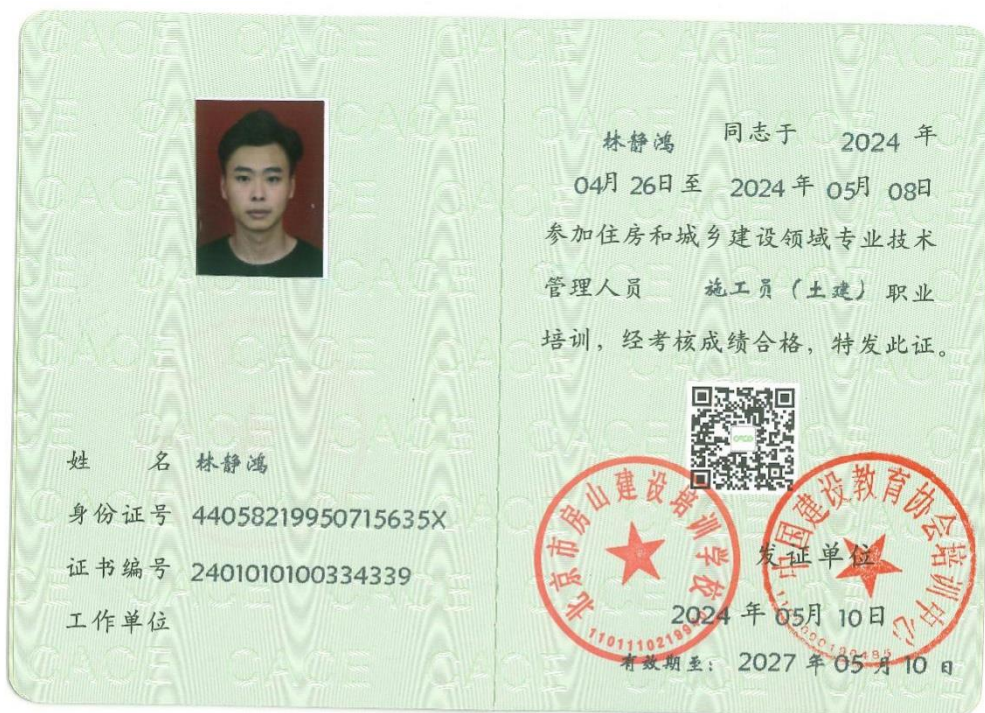 姓 名 林静鸿
身份证号 44058219950715635X
证书编号 2401010100334339
工作单位
林静鸿 同志于 2024 年
04月 26日至 2024 年 05月 08日
参加住房和城乡建设领域专业技术
管理人员 施工员（土建）职业
培训，经考核成绩合格，特发此证。
北京市房山建设培训学校
中国建设教育协会培训中心
发证单位
2024 年 05月 10日
有效期至： 2027 年 05 月 10 日
CACE